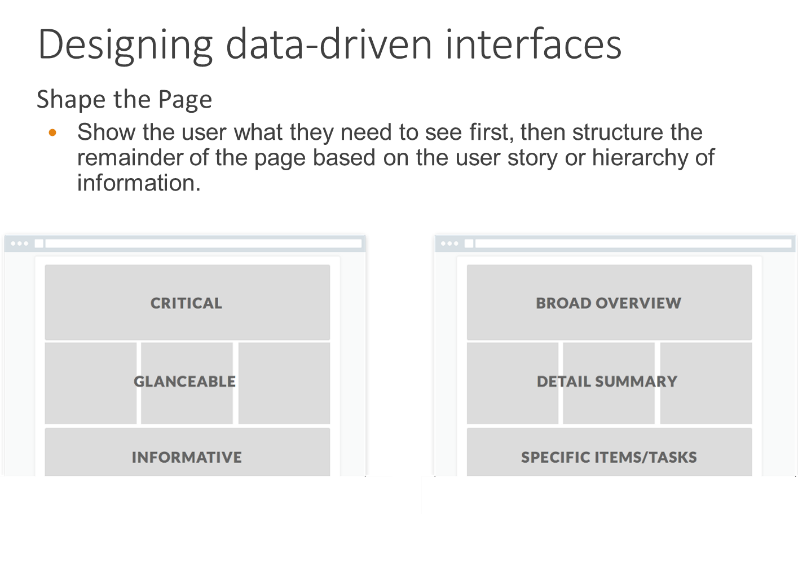 Designing data-driven interfaces
Shape the Page
• Show the user what they need to see first, then structure the
remainder of the page based on the user story or hierarchy of
information.
CRITICAL
GLANCEABLE
INFORMATIVE
BROAD OVERVIEW
DETAIL SUMMARY
SPECIFIC ITEMS/TASKS